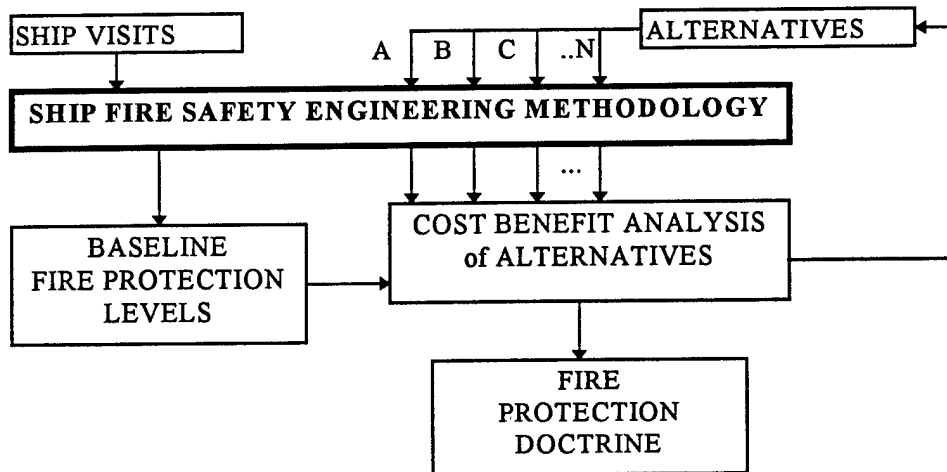 SHIP VISITS
ALTERNATIVES
A B C ..N
SHIP FIRE SAFETY ENGINEERING METHODOLOGY
...
BASELINE
FIRE PROTECTION
LEVELS
COST BENEFIT ANALYSIS
of ALTERNATIVES
FIRE
PROTECTION
DOCTRINE